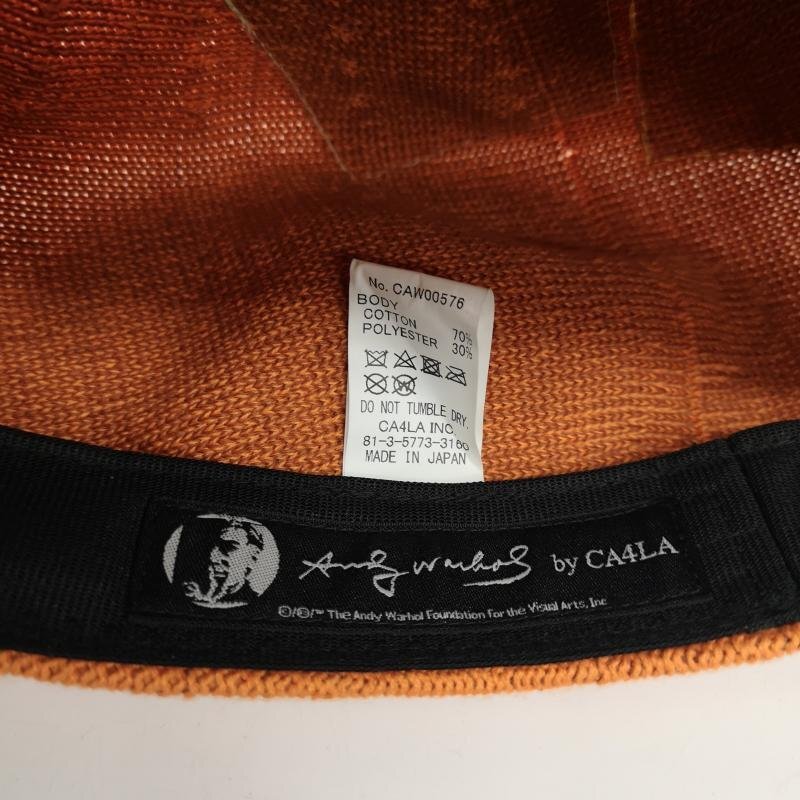 No. CAW00576
BODY
COTTON 70%
POLYESTER 30%
DO NOT TUMBLE DRY.
CA4LA INC.
81-3-5773-3160
MADE IN JAPAN
Andy Warhol by CA4LA
©/®/™ The Andy Warhol Foundation for the Visual Arts, Inc